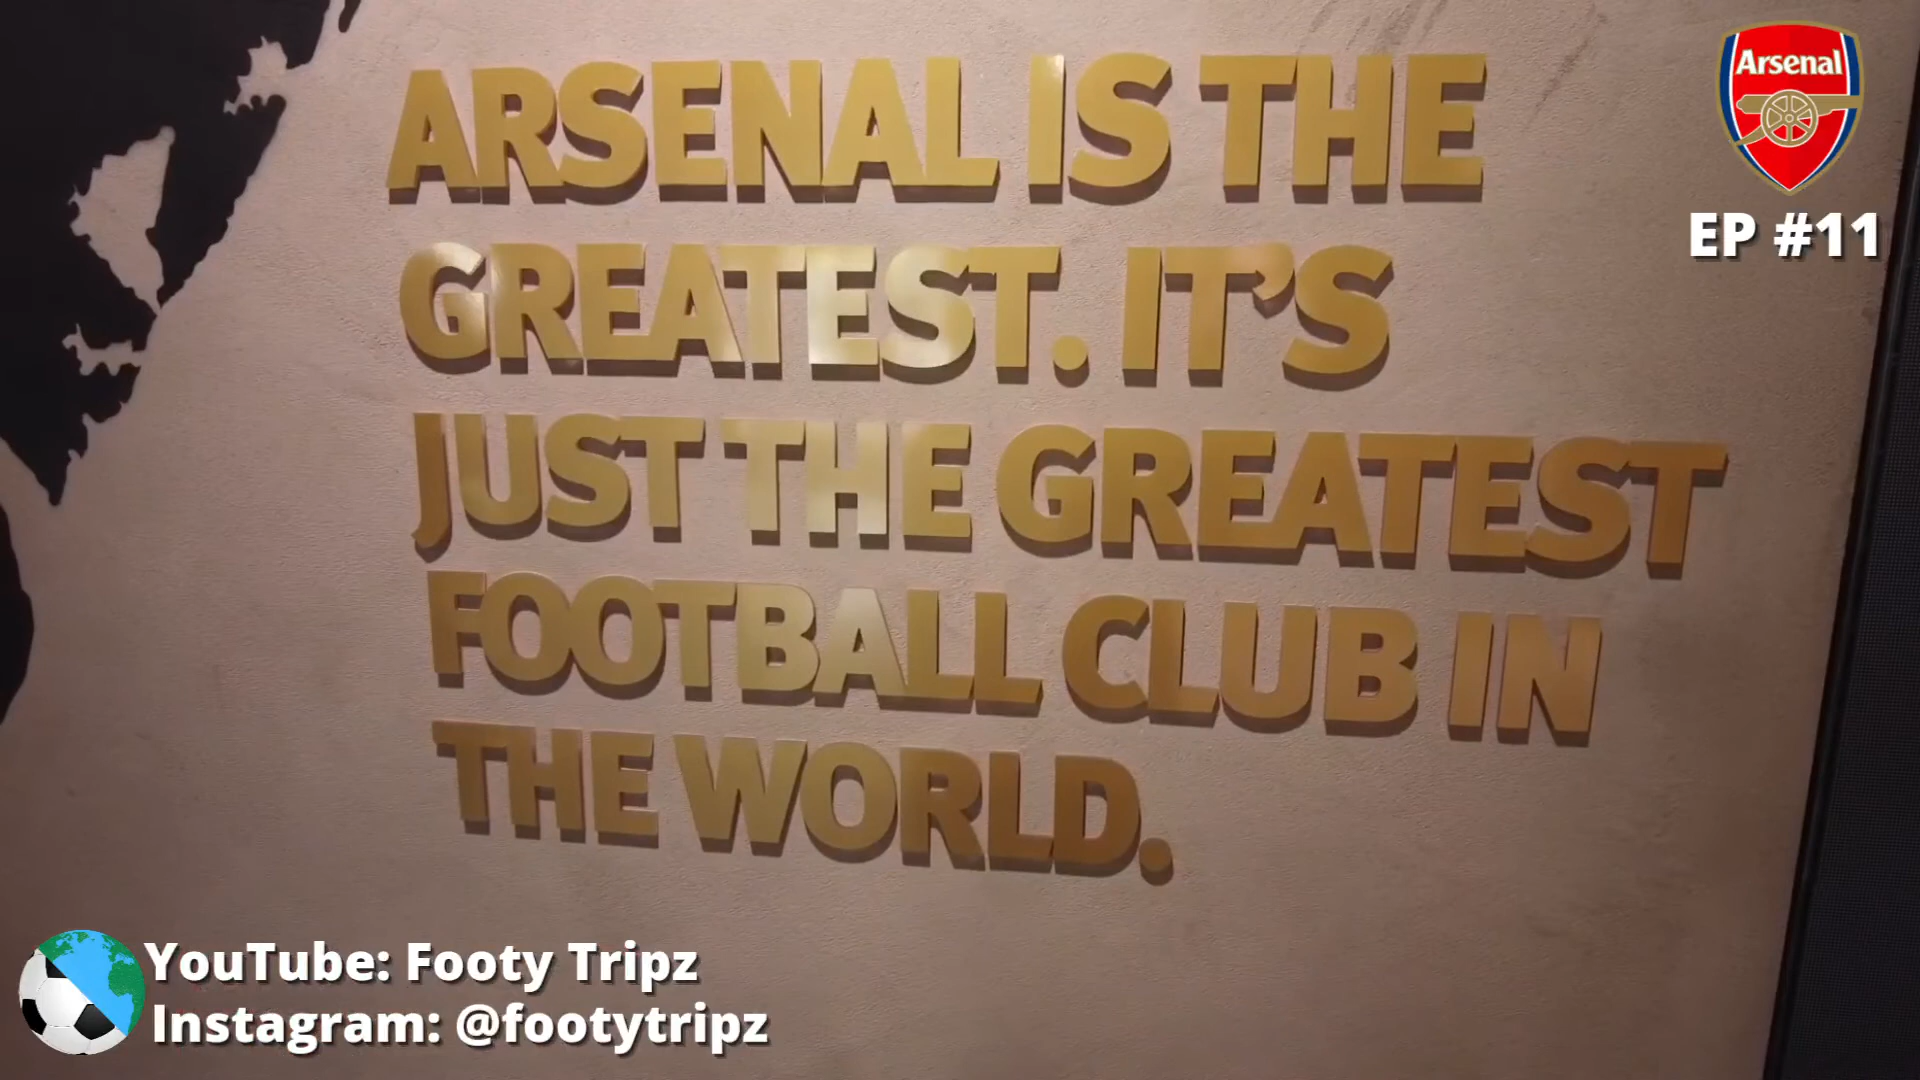 ARSENAL IS THE
GREATEST. IT'S
JUST THE GREATEST
FOOTBALL CLUB IN
THE WORLD.
Arsenal
EP #11
YouTube: Footy Tripz
Instagram: @footytripz